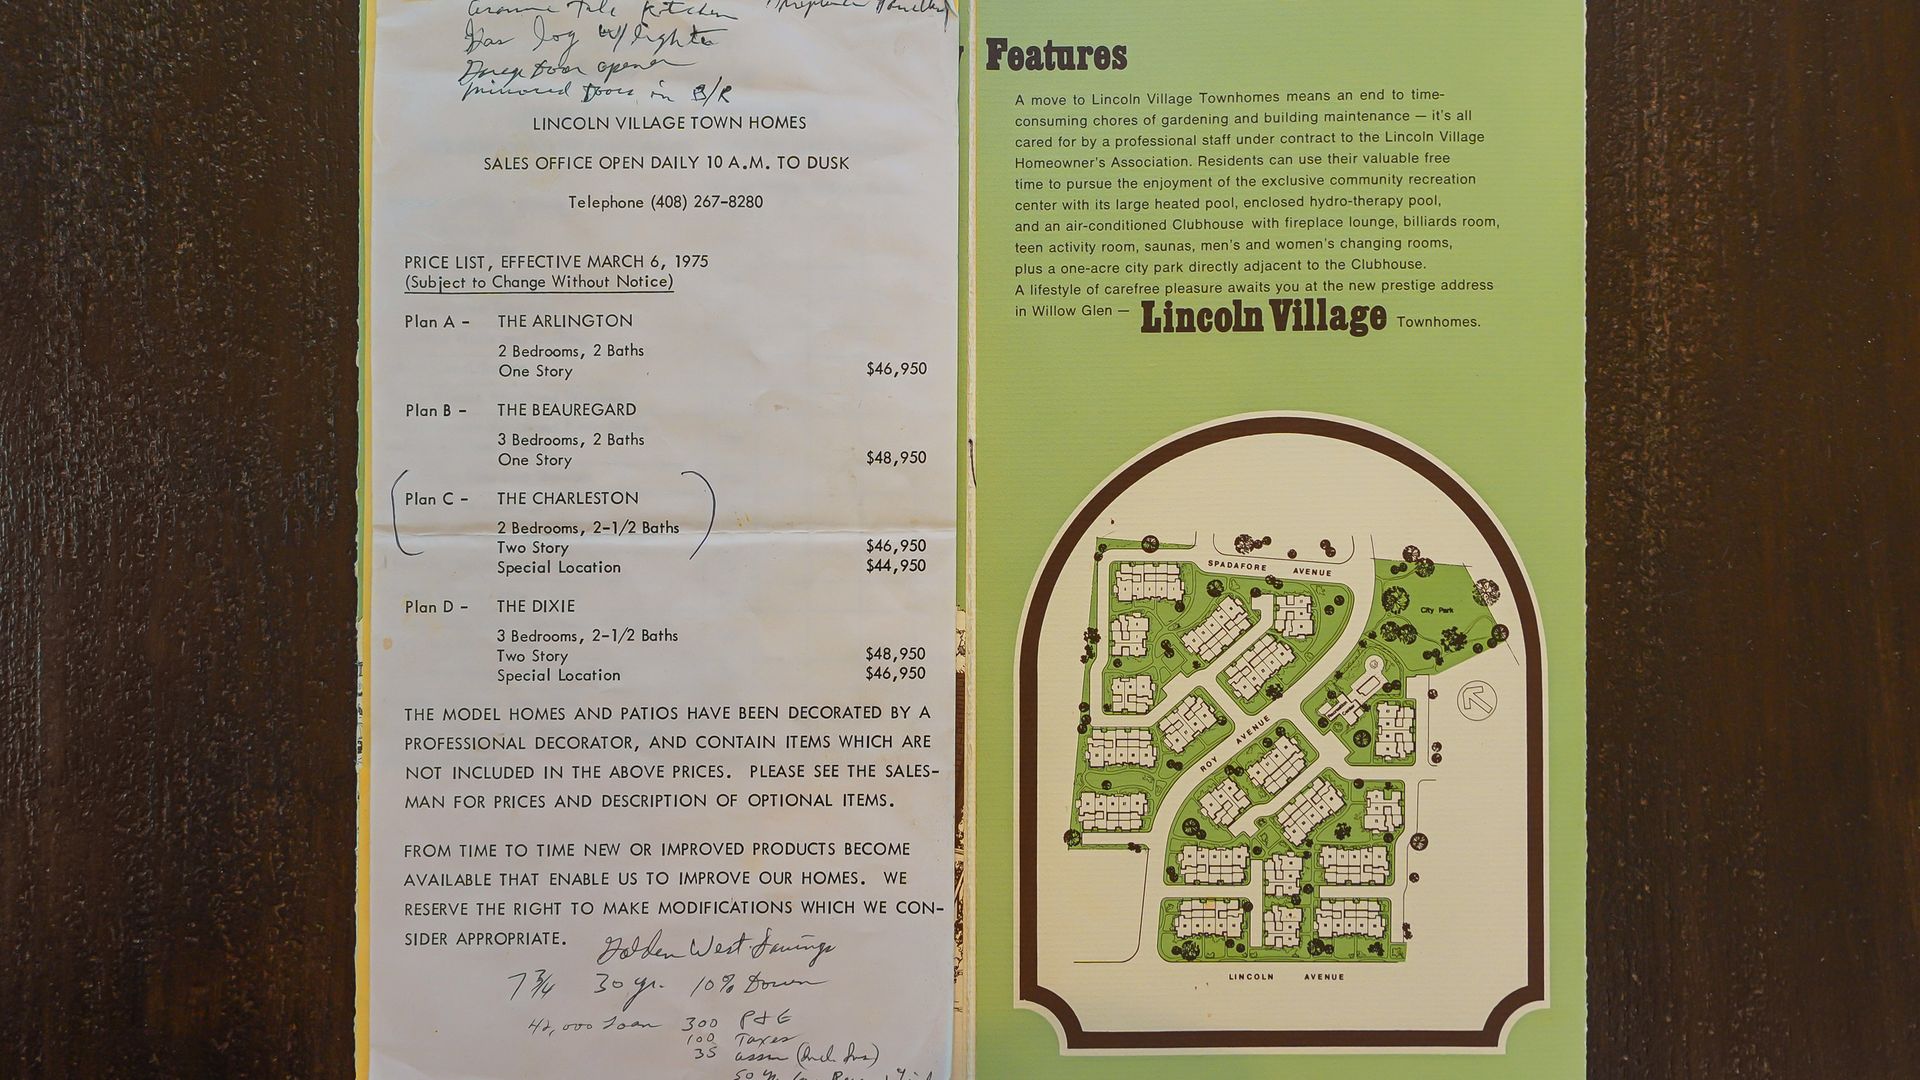 Kitchen
Gas log w/ lights
Door opener
mirrored Doors in B/R
LINCOLN VILLAGE TOWN HOMES
SALES OFFICE OPEN DAILY 10 A.M. TO DUSK
Telephone (408) 267-8280
PRICE LIST, EFFECTIVE MARCH 6, 1975
(Subject to Change Without Notice)
Plan A - THE ARLINGTON
2 Bedrooms, 2 Baths
One Story $46,950
Plan B - THE BEAUREGARD
3 Bedrooms, 2 Baths
One Story $48,950
Plan C - THE CHARLESTON
2 Bedrooms, 2-1/2 Baths
Two Story $46,950
Special Location $44,950
Plan D - THE DIXIE
3 Bedrooms, 2-1/2 Baths
Two Story $48,950
Special Location $46,950
THE MODEL HOMES AND PATIOS HAVE BEEN DECORATED BY A
PROFESSIONAL DECORATOR, AND CONTAIN ITEMS WHICH ARE
NOT INCLUDED IN THE ABOVE PRICES. PLEASE SEE THE SALES-
MAN FOR PRICES AND DESCRIPTION OF OPTIONAL ITEMS.
FROM TIME TO TIME NEW OR IMPROVED PRODUCTS BECOME
AVAILABLE THAT ENABLE US TO IMPROVE OUR HOMES. WE
RESERVE THE RIGHT TO MAKE MODIFICATIONS WHICH WE CON-
SIDER APPROPRIATE.
Golden West Savings
7 3/4 30 yr. 10% Down
42,000 Loan 300 P+E
100 Taxes
35 assn (Incl. Ins)
50
Features
A move to Lincoln Village Townhomes means an end to time-
consuming chores of gardening and building maintenance — it's all
cared for by a professional staff under contract to the Lincoln Village
Homeowner's Association. Residents can use their valuable free
time to pursue the enjoyment of the exclusive community recreation
center with its large heated pool, enclosed hydro-therapy pool,
and an air-conditioned Clubhouse with fireplace lounge, billiards room,
teen activity room, saunas, men's and women's changing rooms,
plus a one-acre city park directly adjacent to the Clubhouse.
A lifestyle of carefree pleasure awaits you at the new prestige address
in Willow Glen — Lincoln Village Townhomes.
SPADAFORE AVENUE
City Park
ROY AVENUE
LINCOLN AVENUE